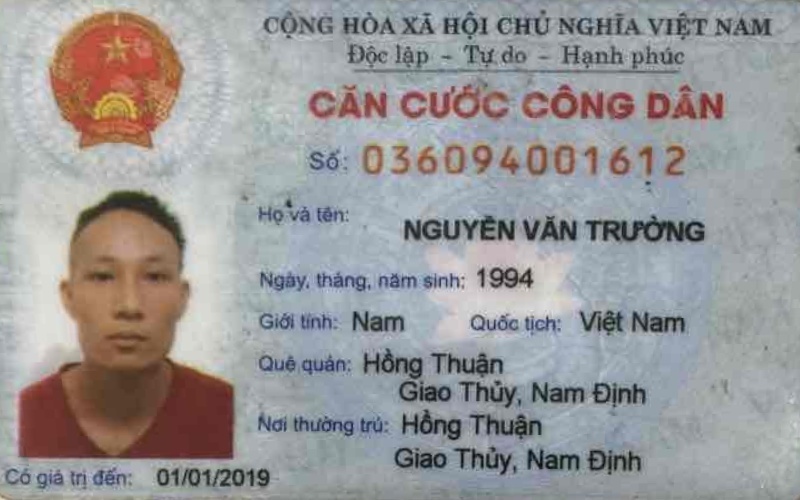 CỘNG HÒA XÃ HỘI CHỦ NGHĨA VIỆT NAM
Độc lập - Tự do - Hạnh phúc
CĂN CƯỚC CÔNG DÂN
Số: 036094001612
Họ và tên: NGUYỄN VĂN TRƯỜNG
Ngày, tháng, năm sinh: 1994
Giới tính: Nam Quốc tịch: Việt Nam
Quê quán: Hồng Thuận
Giao Thủy, Nam Định
Nơi thường trú: Hồng Thuận
Giao Thủy, Nam Định
Có giá trị đến: 01/01/2019